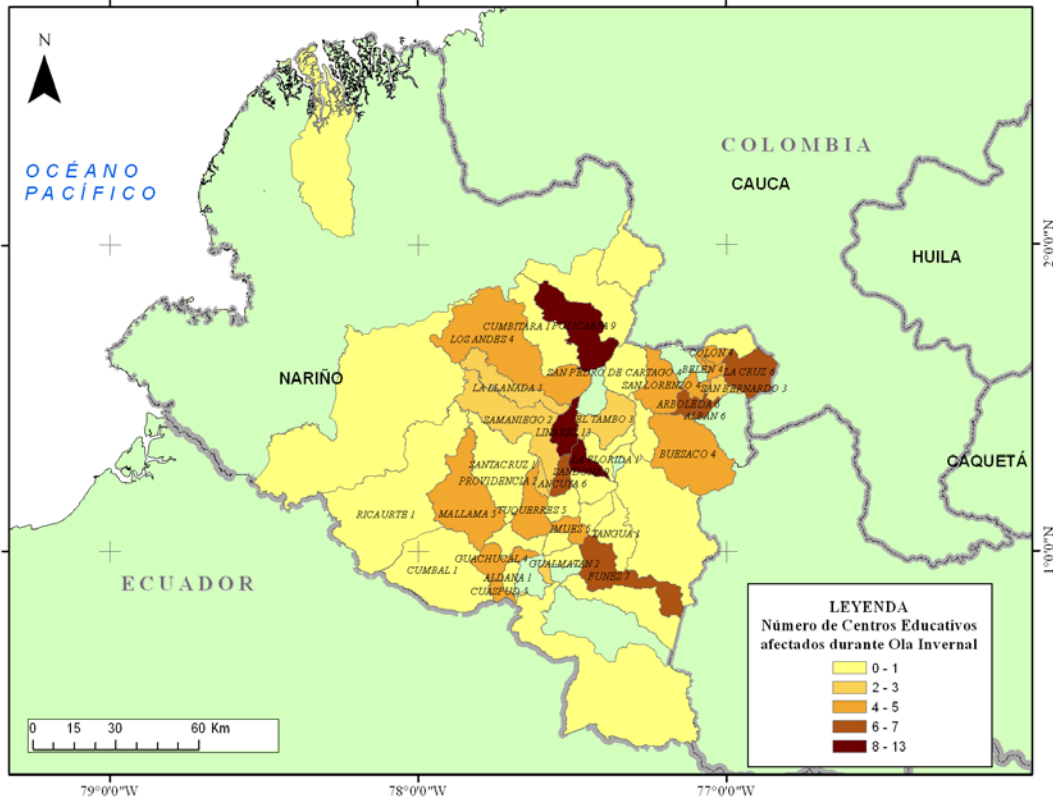 N
COLOMBIA
OCÉANO
PACÍFICO
CAUCA
HUILA
2°0'0"N
CUMBITARA 1
POLICARPA 9
LOS ANDES 4
COLON 4
NARIÑO
SAN PEDRO DE CARTAGO 4
BELEN 4
LA CRUZ 6
LA LLANADA 3
SAN LORENZO 4
SAN BERNARDO 3
ARBOLEDA 6
ALBAN 6
SAMANIEGO 2
EL TAMBO 3
LINARES 13
BUESACO 4
CAQUETÁ
LA FLORIDA 1
SANTACRUZ 1
PROVIDENCIA 2
ANCUYA 6
RICAURTE 1
MALLAMA 5
TUQUERRES 5
IMUES 5
TANGUA 1
1°0'0"N
ECUADOR
CUMBAL 1
GUACHUCAL 4
GUALMATAN 2
ALDANA 1
FUNES 7
CUASPUD 4
LEYENDA
Número de Centros Educativos
afectados durante Ola Invernal
0 - 1
2 - 3
4 - 5
6 - 7
8 - 13
0 15 30 60 Km
79°0'0"W 78°0'0"W 77°0'0"W